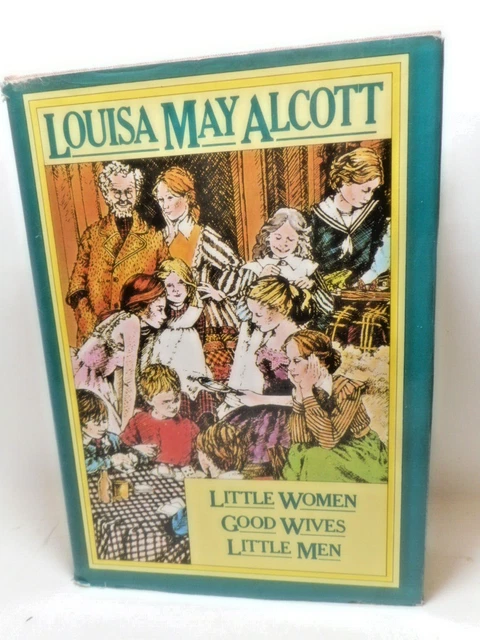 LOUISA MAY ALCOTT
LITTLE WOMEN
GOOD WIVES
LITTLE MEN